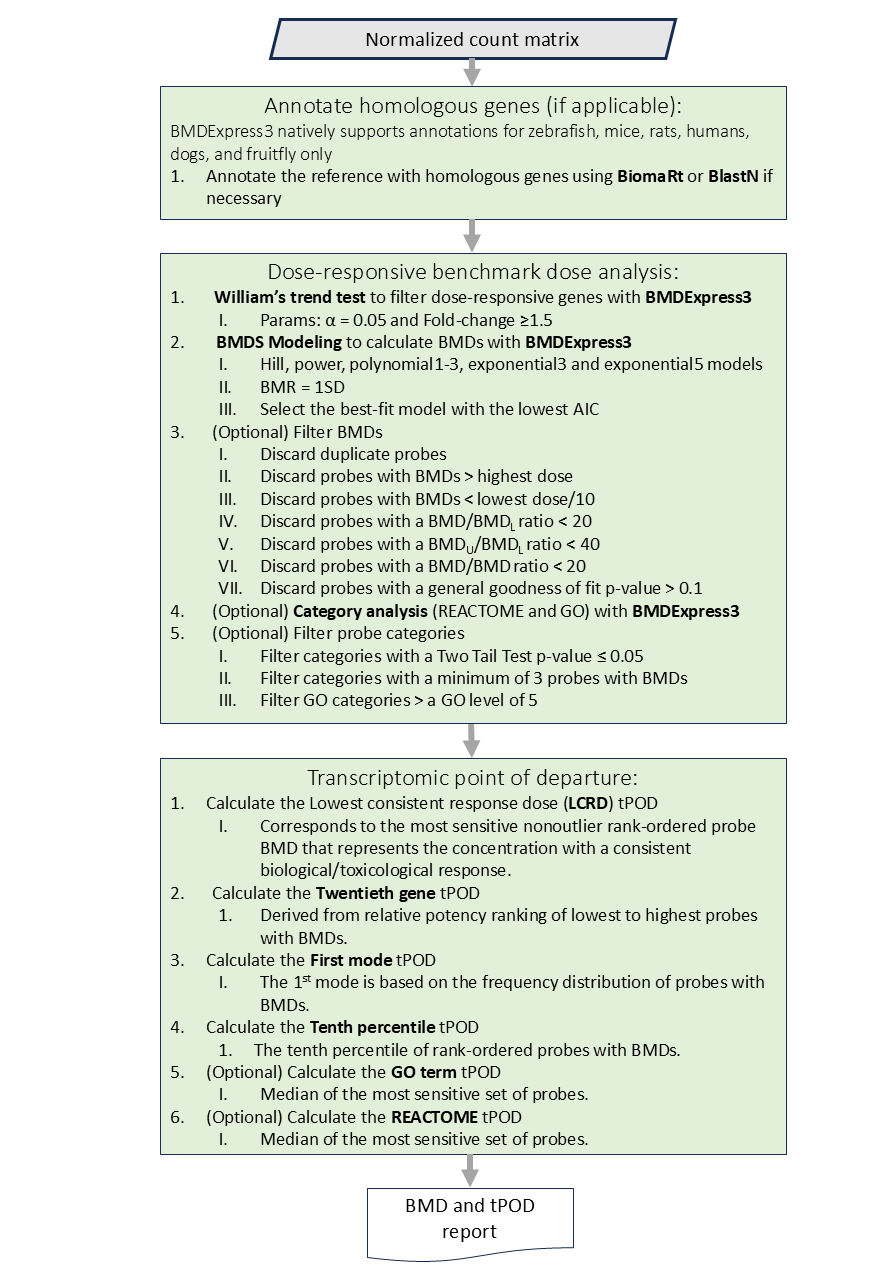 Normalized count matrix
Annotate homologous genes (if applicable):
BMDExpress3 natively supports annotations for zebrafish, mice, rats, humans,
dogs, and fruitfly only
1. Annotate the reference with homologous genes using BiomaRt or BlastN if
necessary
Dose-responsive benchmark dose analysis:
1. William's trend test to filter dose-responsive genes with BMDExpress3
I. Params: α = 0.05 and Fold-change ≥1.5
2. BMDS Modeling to calculate BMDs with BMDExpress3
I. Hill, power, polynomial1-3, exponential3 and exponential5 models
II. BMR = 1SD
III. Select the best-fit model with the lowest AIC
3. (Optional) Filter BMDs
I. Discard duplicate probes
II. Discard probes with BMDs > highest dose
III. Discard probes with BMDs < lowest dose/10
IV. Discard probes with a BMD/BMDL ratio < 20
V. Discard probes with a BMDU/BMDL ratio < 40
VI. Discard probes with a BMD/BMD ratio < 20
VII. Discard probes with a general goodness of fit p-value > 0.1
4. (Optional) Category analysis (REACTOME and GO) with BMDExpress3
5. (Optional) Filter probe categories
I. Filter categories with a Two Tail Test p-value ≤ 0.05
II. Filter categories with a minimum of 3 probes with BMDs
III. Filter GO categories > a GO level of 5
Transcriptomic point of departure:
1. Calculate the Lowest consistent response dose (LCRD) tPOD
I. Corresponds to the most sensitive nonoutlier rank-ordered probe
BMD that represents the concentration with a consistent
biological/toxicological response.
2. Calculate the Twentieth gene tPOD
1. Derived from relative potency ranking of lowest to highest probes
with BMDs.
3. Calculate the First mode tPOD
I. The 1st mode is based on the frequency distribution of probes with
BMDs.
4. Calculate the Tenth percentile tPOD
1. The tenth percentile of rank-ordered probes with BMDs.
5. (Optional) Calculate the GO term tPOD
I. Median of the most sensitive set of probes.
6. (Optional) Calculate the REACTOME tPOD
I. Median of the most sensitive set of probes.
BMD and tPOD
report